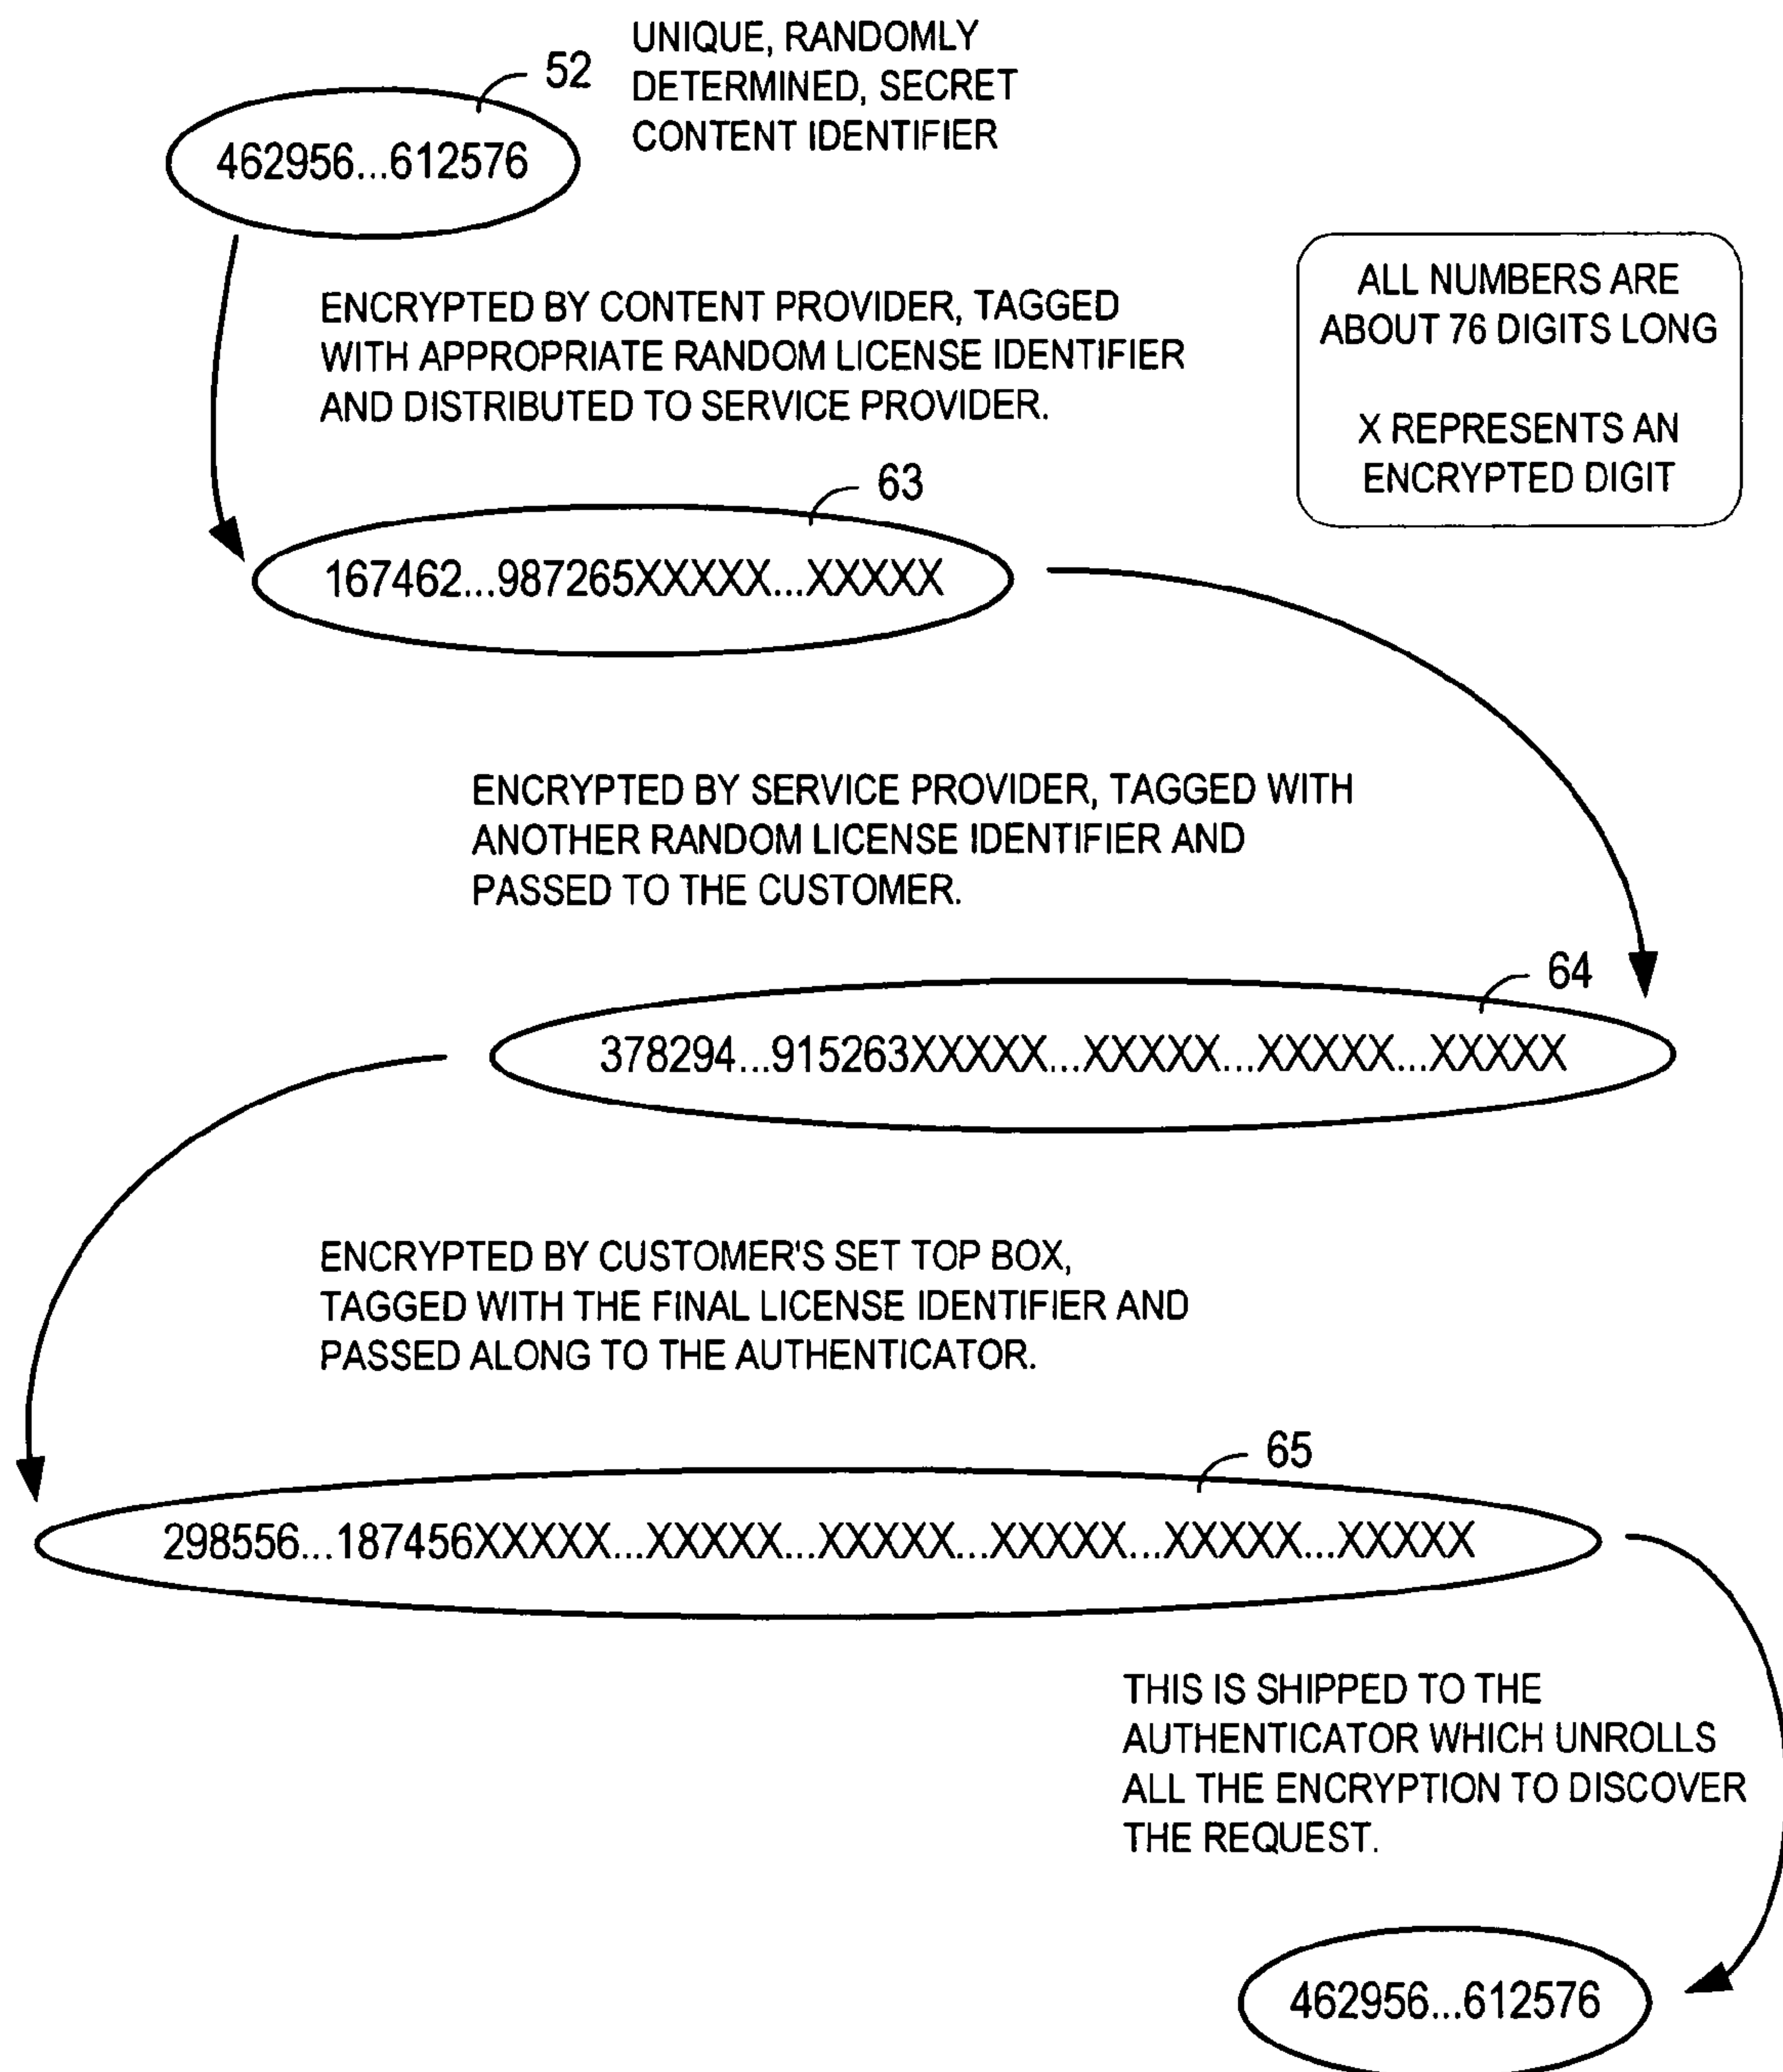 52
UNIQUE, RANDOMLY
DETERMINED, SECRET
CONTENT IDENTIFIER
462956...612576
ENCRYPTED BY CONTENT PROVIDER, TAGGED
WITH APPROPRIATE RANDOM LICENSE IDENTIFIER
AND DISTRIBUTED TO SERVICE PROVIDER.
ALL NUMBERS ARE
ABOUT 76 DIGITS LONG
X REPRESENTS AN
ENCRYPTED DIGIT
63
167462...987265XXXXX...XXXXX
ENCRYPTED BY SERVICE PROVIDER, TAGGED WITH
ANOTHER RANDOM LICENSE IDENTIFIER AND
PASSED TO THE CUSTOMER.
64
378294...915263XXXXX...XXXXX...XXXXX...XXXXX
ENCRYPTED BY CUSTOMER'S SET TOP BOX,
TAGGED WITH THE FINAL LICENSE IDENTIFIER AND
PASSED ALONG TO THE AUTHENTICATOR.
65
298556...187456XXXXX...XXXXX...XXXXX...XXXXX...XXXXX...XXXXX
THIS IS SHIPPED TO THE
AUTHENTICATOR WHICH UNROLLS
ALL THE ENCRYPTION TO DISCOVER
THE REQUEST.
462956...612576